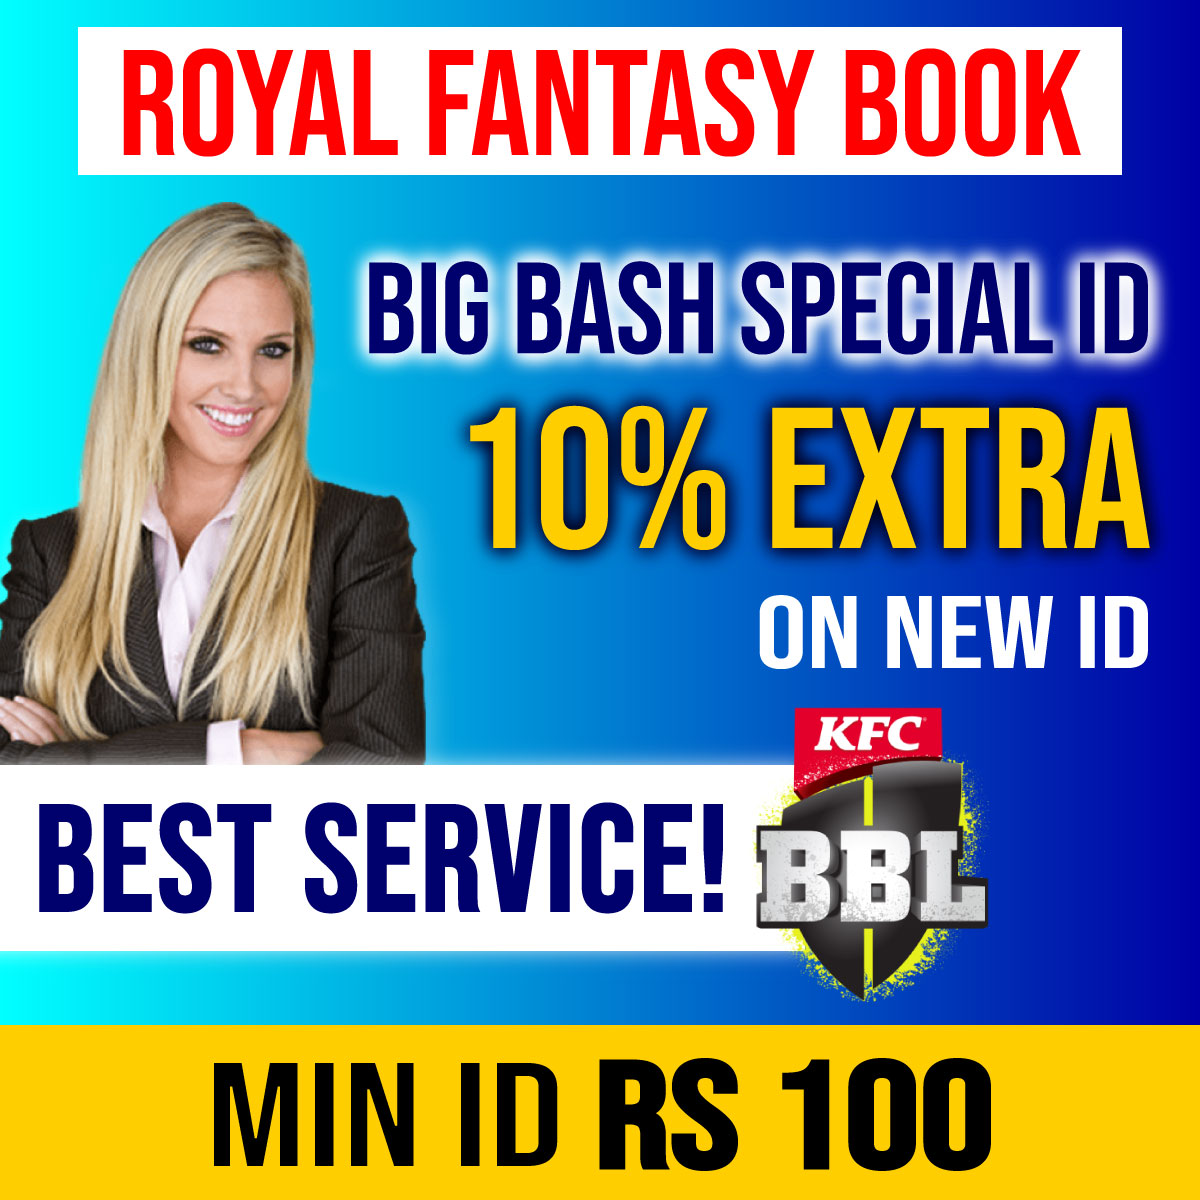 ROYAL FANTASY BOOK
BIG BASH SPECIAL ID
10% EXTRA
ON NEW ID
KFC
BBL
BEST SERVICE!
MIN ID RS 100